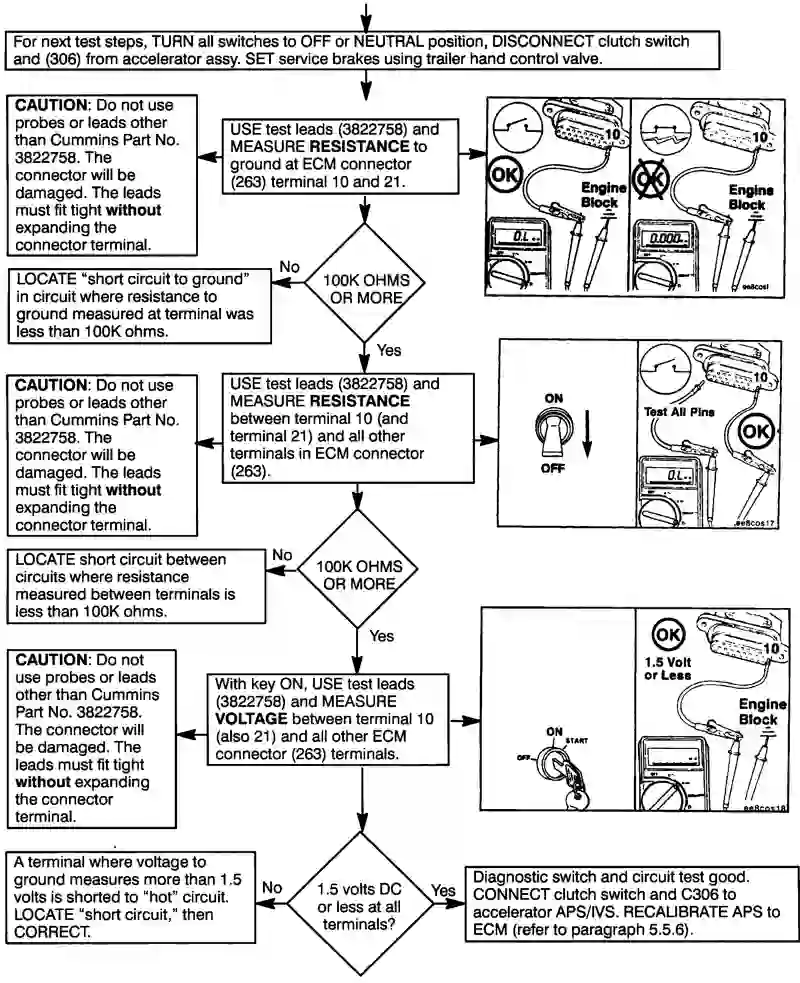 For next test steps, TURN all switches to OFF or NEUTRAL position, DISCONNECT clutch switch
and (306) from accelerator assy. SET service brakes using trailer hand control valve.
CAUTION: Do not use
probes or leads other
than Cummins Part No.
3822758. The
connector will be
damaged. The leads
must fit tight without
expanding the
connector terminal.
USE test leads (3822758) and
MEASURE RESISTANCE to
ground at ECM connector
(263) terminal 10 and 21.
10
OK
Engine
Block
0.L
10
OK
Engine
Block
0.000
ee8cos1
No
100K OHMS
OR MORE
LOCATE “short circuit to ground”
in circuit where resistance to
ground measured at terminal was
less than 100K ohms.
Yes
CAUTION: Do not use
probes or leads other
than Cummins Part No.
3822758. The
connector will be
damaged. The leads
must fit tight without
expanding the
connector terminal.
USE test leads (3822758) and
MEASURE RESISTANCE
between terminal 10 (and
terminal 21) and all other
terminals in ECM connector
(263).
ON
OFF
10
Test All Pins
OK
0.L
ee8cos17
No
100K OHMS
OR MORE
LOCATE short circuit between
circuits where resistance
measured between terminals is
less than 100K ohms.
Yes
CAUTION: Do not
use probes or leads
other than Cummins
Part No. 3822758.
The connector will
be damaged. The
leads must fit tight
without expanding
the connector
terminal.
With key ON, USE test leads
(3822758) and MEASURE
VOLTAGE between terminal 10
(also 21) and all other ECM
connector (263) terminals.
ON
START
OFF
OK
10
1.5 Volt
or Less
Engine
Block
ee8cos18
A terminal where voltage to
ground measures more than 1.5
volts is shorted to “hot” circuit.
LOCATE “short circuit,” then
CORRECT.
No
1.5 volts DC
or less at all
terminals?
Yes
Diagnostic switch and circuit test good.
CONNECT clutch switch and C306 to
accelerator APS/IVS. RECALIBRATE APS to
ECM (refer to paragraph 5.5.6).